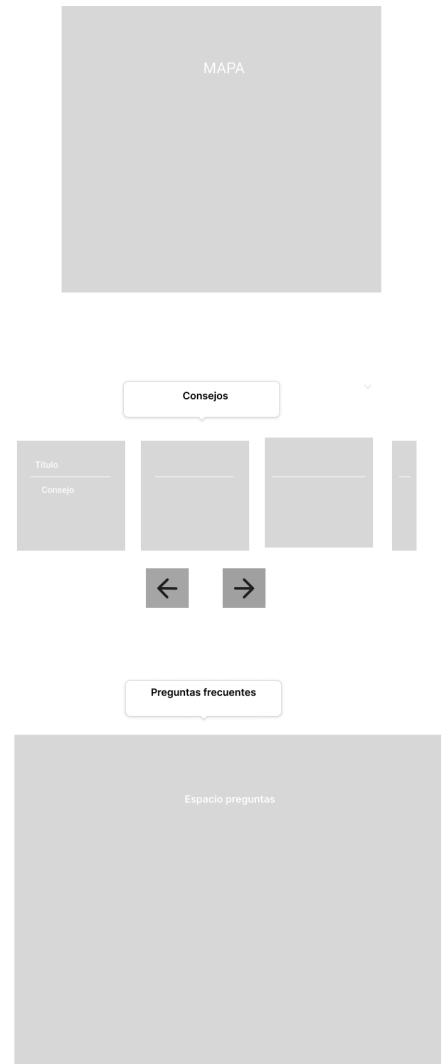 MAPA
Consejos
Título
Consejo
Preguntas frecuentes
Espacio preguntas